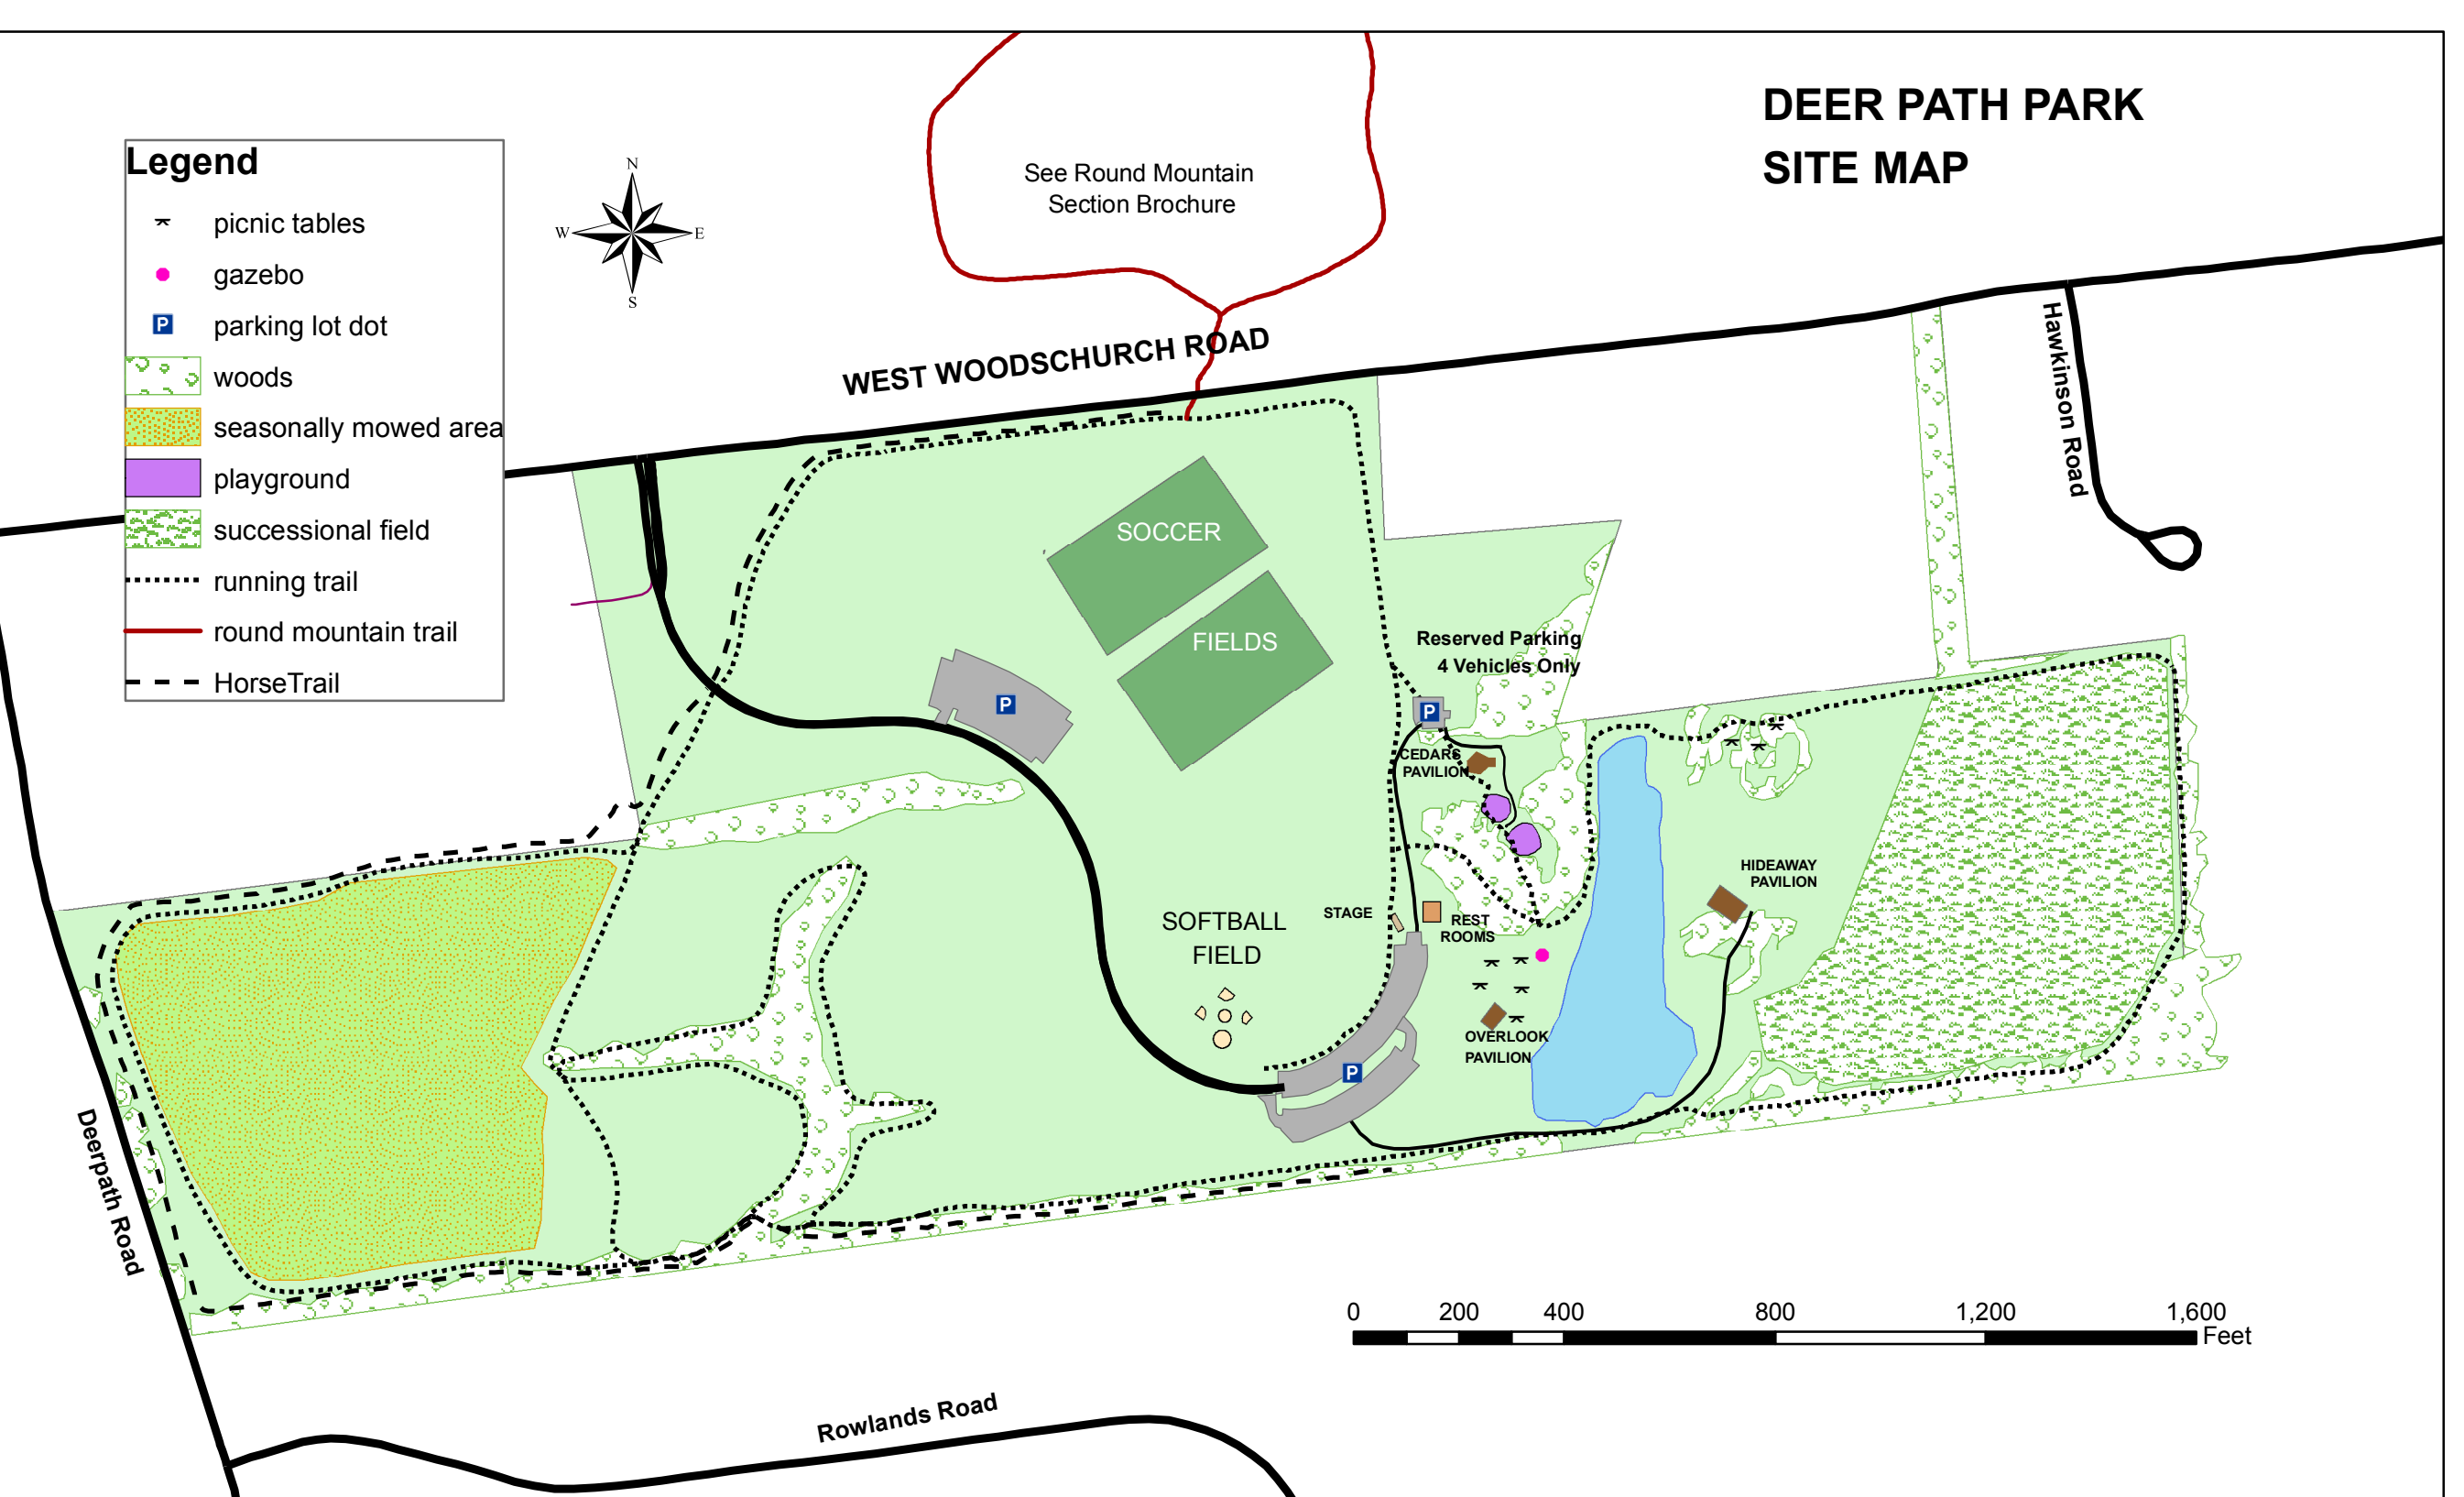 DEER PATH PARK
SITE MAP
Legend
picnic tables
gazebo
P
parking lot dot
woods
seasonally mowed area
playground
successional field
running trail
round mountain trail
HorseTrail
N
W
E
S
See Round Mountain
Section Brochure
WEST WOODSCHURCH ROAD
Hawkinson Road
SOCCER
FIELDS
Reserved Parking
4 Vehicles Only
P
P
CEDARS
PAVILION
HIDEAWAY
PAVILION
STAGE
REST
ROOMS
SOFTBALL
FIELD
OVERLOOK
PAVILION
P
Deerpath Road
0 200 400 800 1,200 1,600
Feet
Rowlands Road